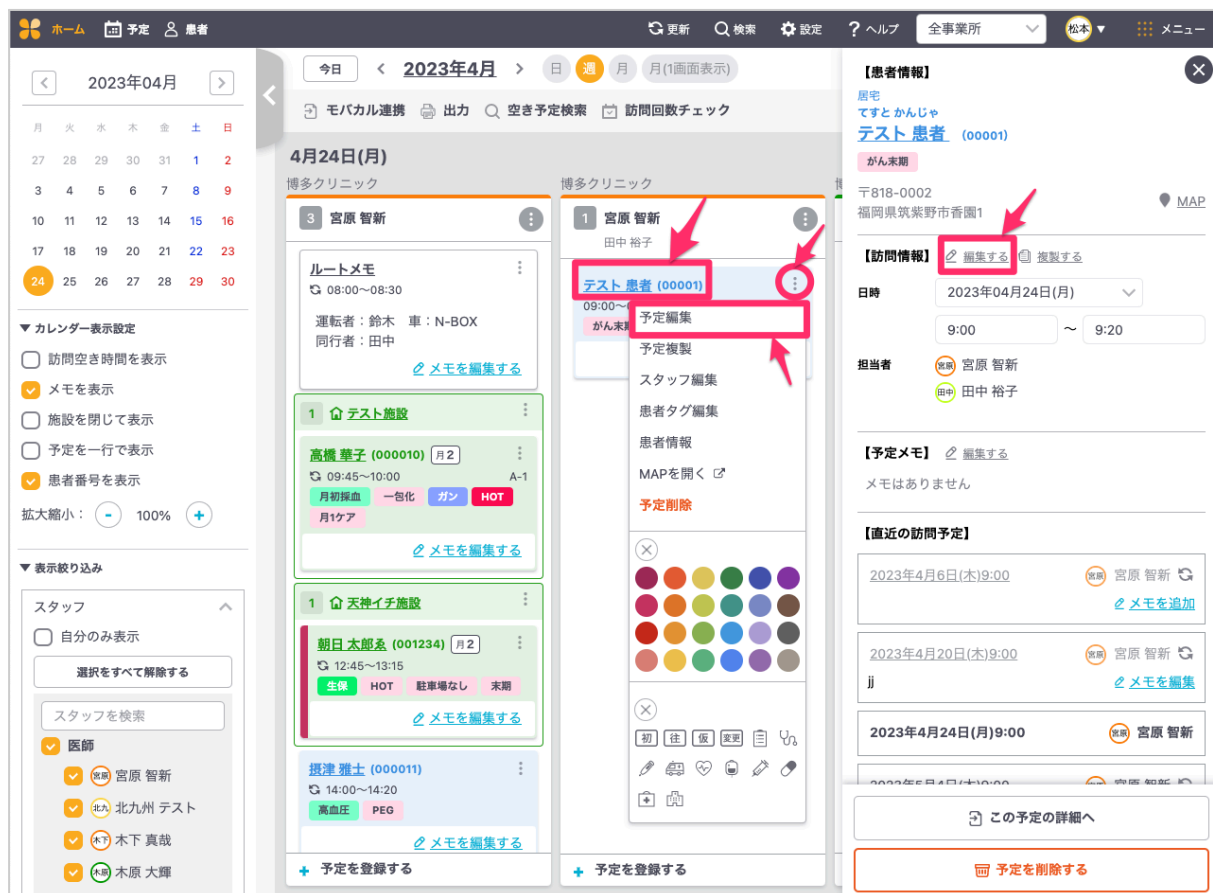 ホーム 予定 患者 更新 検索 設定 ? ヘルプ 全事業所 松本 ▼ メニュー
2023年04月
月 火 水 木 金 土 日
27 28 29 30 31 1 2
3 4 5 6 7 8 9
10 11 12 13 14 15 16
17 18 19 20 21 22 23
24 25 26 27 28 29 30
▼ カレンダー表示設定
訪問空き時間を表示
メモを表示
施設を閉じて表示
予定を一行で表示
患者番号を表示
拡大縮小： - 100% +
▼ 表示絞り込み
スタッフ
自分のみ表示
選択をすべて解除する
スタッフを検索
医師
宮原 宮原 智新
北九 北九州 テスト
木下 木下 真哉
木原 木原 大輝
今日 < 2023年4月 > 日 週 月 月(1画面表示)
モバカル連携 出力 空き予定検索 訪問回数チェック
4月24日(月)
博多クリニック
3 宮原 智新
ルートメモ
08:00〜08:30
運転者：鈴木 車：N-BOX
同行者：田中
メモを編集する
1 テスト施設
高橋 華子 (000010) 月2
09:45〜10:00 A-1
月初採血 一包化 ガン HOT
月1ケア
メモを編集する
1 天神イチ施設
朝日 太郎ゑ (001234) 月2
12:45〜13:15
生保 HOT 駐車場なし 末期
メモを編集する
摂津 雅士 (000011)
14:00〜14:20
高血圧 PEG
メモを編集する
+ 予定を登録する
博多クリニック
1 宮原 智新
田中 裕子
テスト 患者 (00001)
09:00〜
がん末
予定編集
予定複製
スタッフ編集
患者タグ編集
患者情報
MAPを開く
予定削除
初 往 仮 変更
+ 予定を登録する
【患者情報】
居宅
てすと かんじゃ
テスト 患者 (00001)
がん末期
〒818-0002
福岡県筑紫野市香園1
MAP
【訪問情報】 編集する 複製する
日時 2023年04月24日(月)
9:00 〜 9:20
担当者 宮原 宮原 智新
田中 田中 裕子
【予定メモ】 編集する
メモはありません
【直近の訪問予定】
2023年4月6日(木)9:00 宮原 宮原 智新
メモを追加
2023年4月20日(木)9:00 宮原 宮原 智新
jj メモを編集
2023年4月24日(月)9:00 宮原 宮原 智新
この予定の詳細へ
予定を削除する